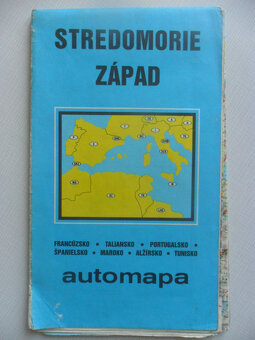 STREDOMORIE
ZÁPAD
FRANCÚZSKO • TALIANSKO • PORTUGALSKO •
ŠPANIELSKO • MAROKO • ALŽÍRSKO • TUNISKO
automapa